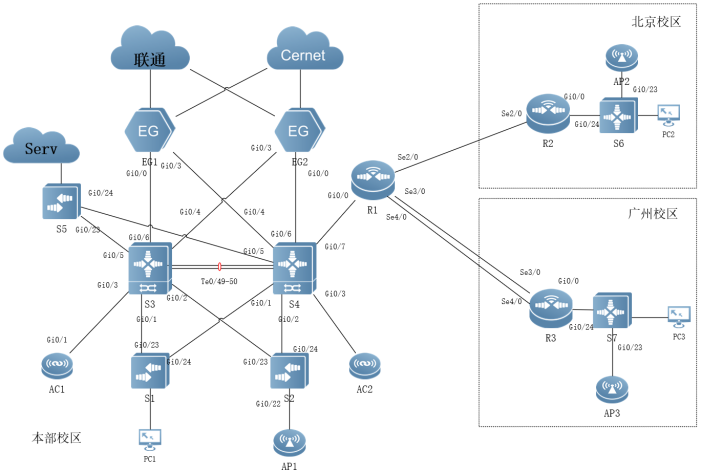 北京校区
联通
Cernet
AP2
Gi0/23
Gi0/0
Se2/0
Gi0/24
R2
S6
PC2
EG
EG
EG1
EG2
Gi0/3
Gi0/0
Gi0/3
Gi0/0
Serv
Gi0/24
S5
Gi0/23
Se2/0
Gi0/0
R1
Se3/0
Se4/0
广州校区
Gi0/4
Gi0/4
Gi0/6
Gi0/6
Gi0/5
Gi0/5
Gi0/7
Te0/49-50
Gi0/3
S3
Gi0/2
Gi0/1
S4
Gi0/3
Gi0/1
Gi0/2
Se3/0
Gi0/0
Se4/0
R3
Gi0/24
S7
PC3
Gi0/23
AP3
Gi0/1
AC1
Gi0/23
Gi0/24
S1
Gi0/23
Gi0/24
S2
Gi0/22
AC2
本部校区
PC1
AP1